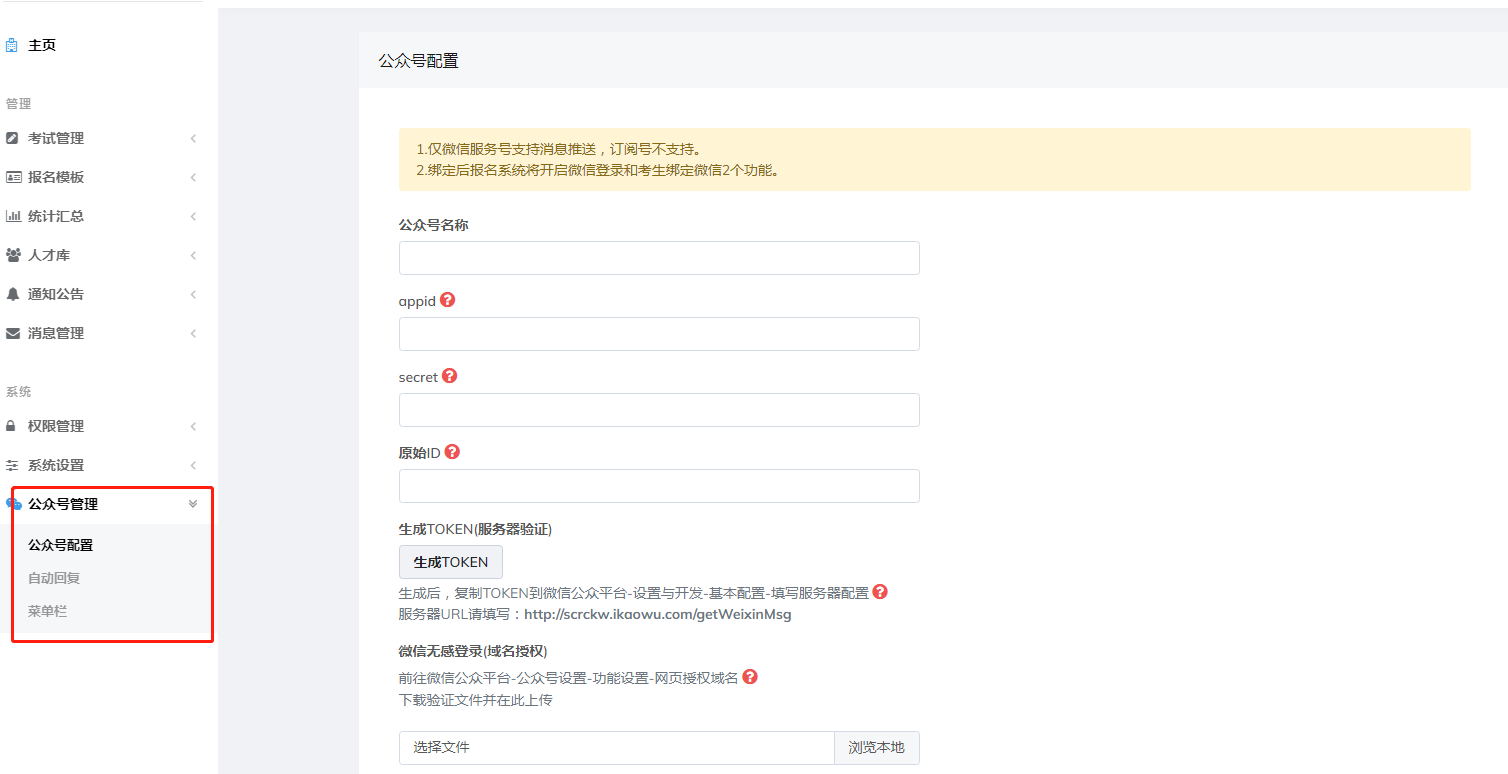 主页
管理
考试管理
报名模板
统计汇总
人才库
通知公告
消息管理
系统
权限管理
系统设置
公众号管理
公众号配置
自动回复
菜单栏
公众号配置
1.仅微信服务号支持消息推送，订阅号不支持。
2.绑定后报名系统将开启微信登录和考生绑定微信2个功能。
公众号名称
appid
secret
原始ID
生成TOKEN(服务器验证)
生成TOKEN
生成后，复制TOKEN到微信公众平台-设置与开发-基本配置-填写服务器配置
服务器URL请填写：http://scrckw.ikaowu.com/getWeixinMsg
微信无感登录(域名授权)
前往微信公众平台-公众号设置-功能设置-网页授权域名
下载验证文件并在此上传
选择文件 浏览本地